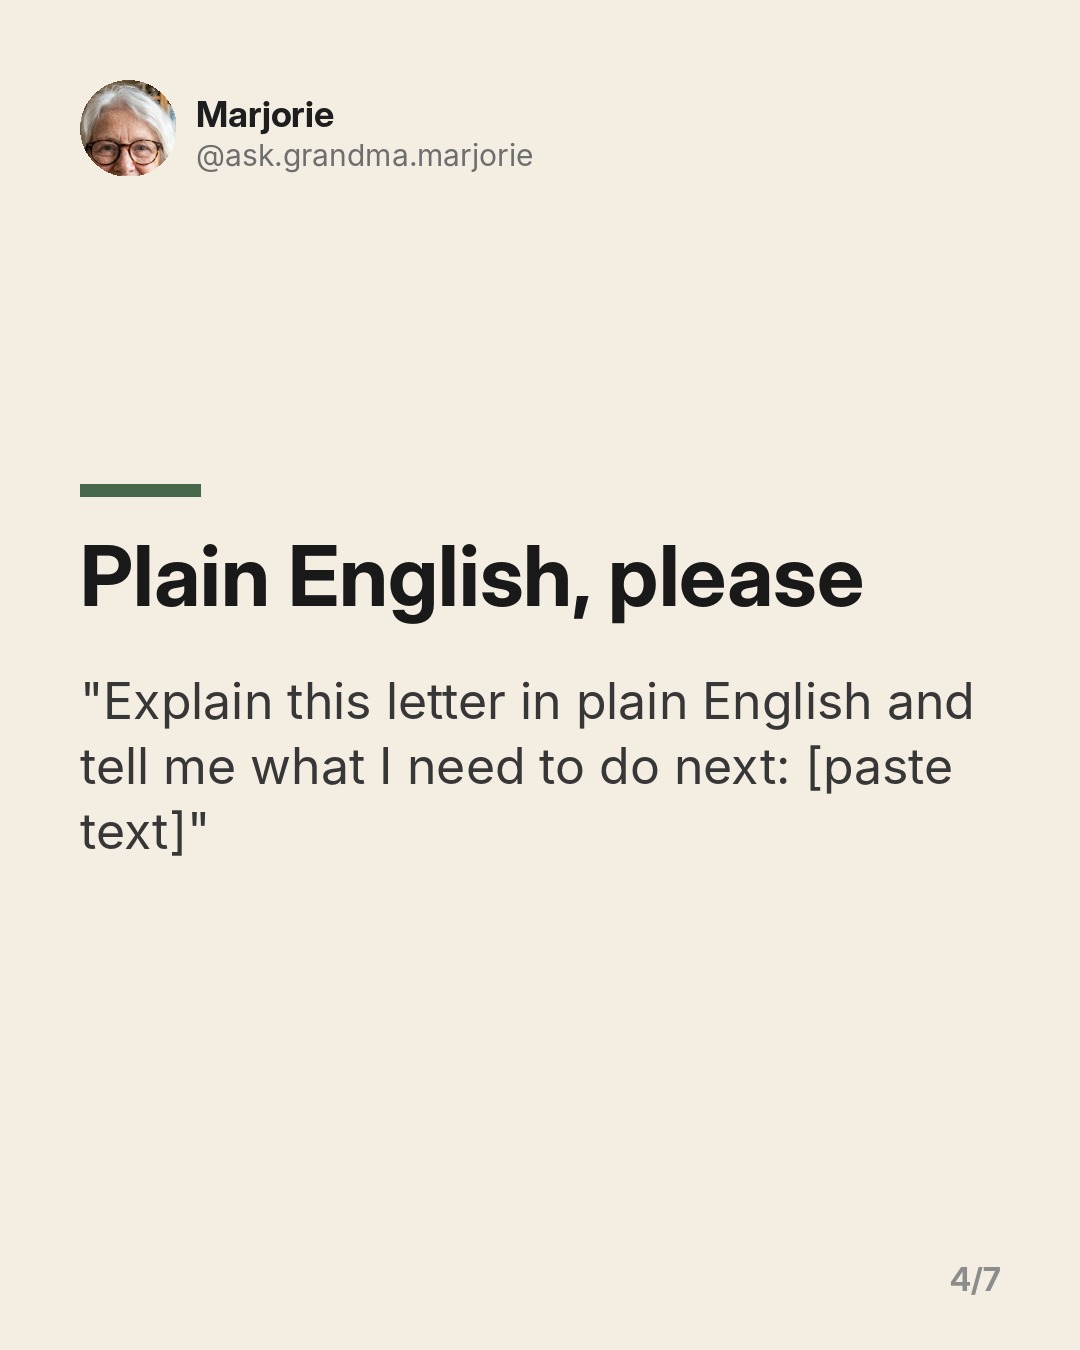 Marjorie
@ask.grandma.marjorie
Plain English, please
"Explain this letter in plain English and
tell me what I need to do next: [paste
text]"
4/7